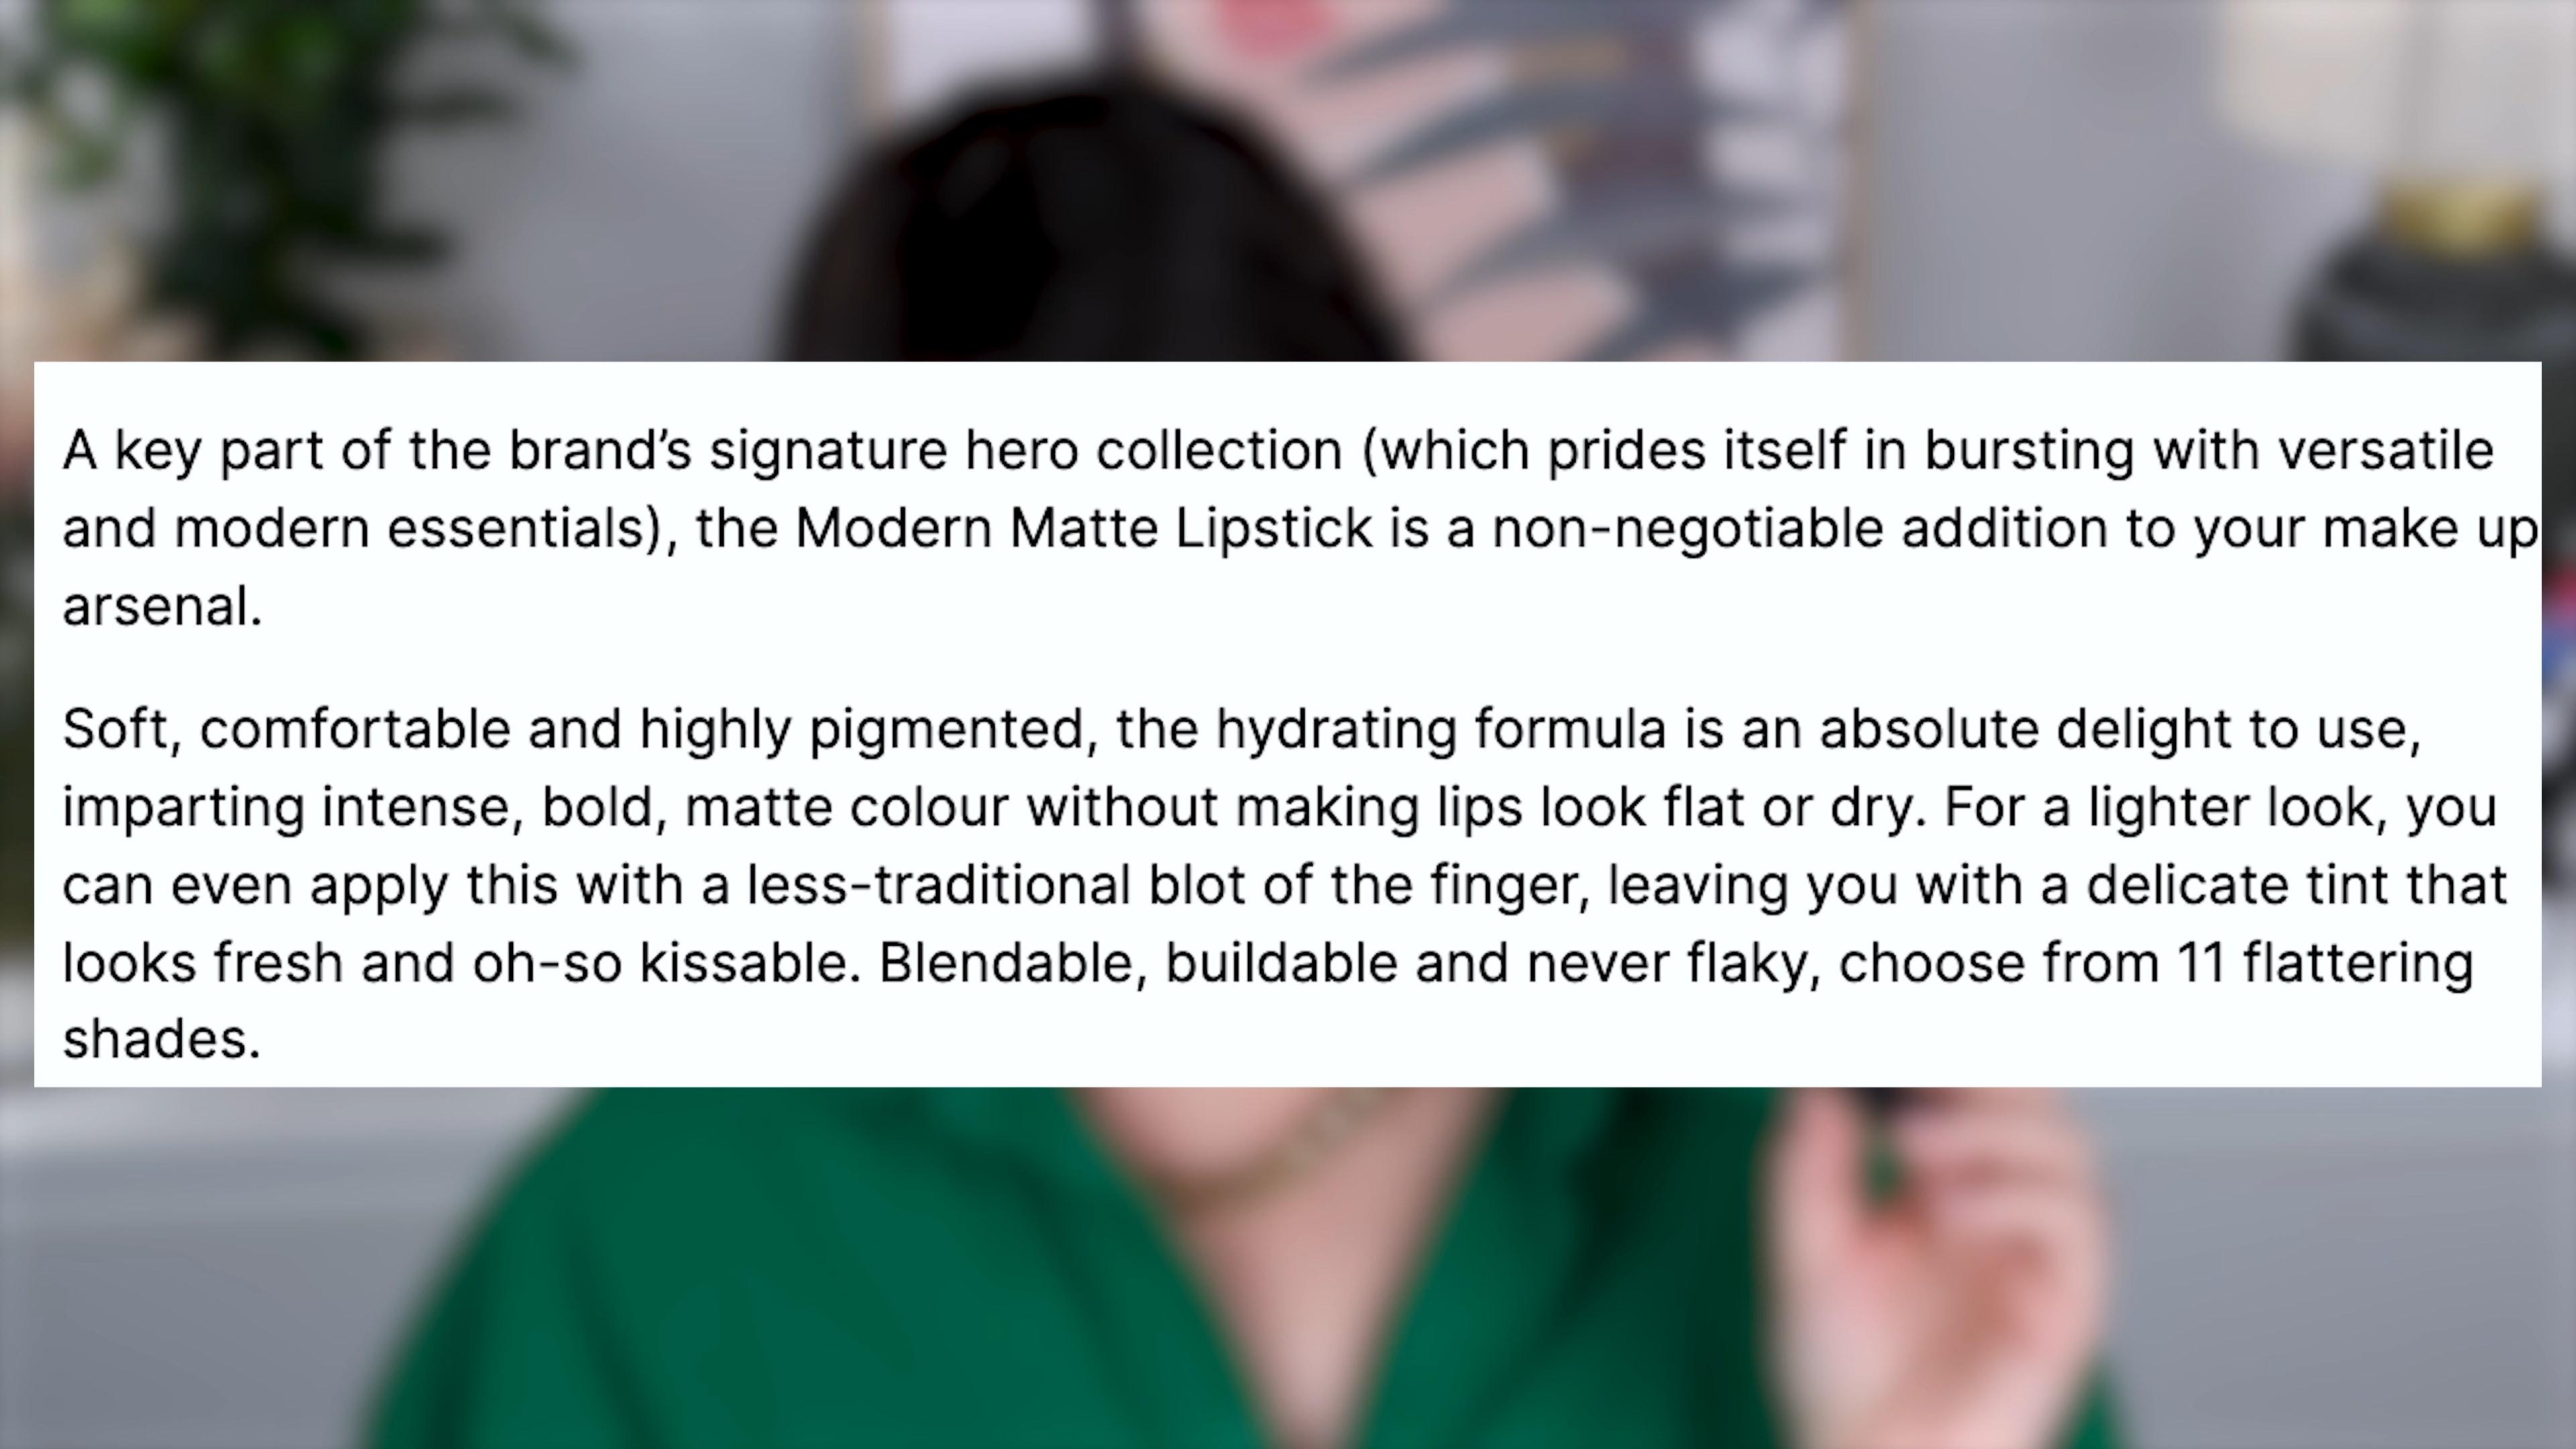 A key part of the brand’s signature hero collection (which prides itself in bursting with versatile
and modern essentials), the Modern Matte Lipstick is a non-negotiable addition to your make up
arsenal.
Soft, comfortable and highly pigmented, the hydrating formula is an absolute delight to use,
imparting intense, bold, matte colour without making lips look flat or dry. For a lighter look, you
can even apply this with a less-traditional blot of the finger, leaving you with a delicate tint that
looks fresh and oh-so kissable. Blendable, buildable and never flaky, choose from 11 flattering
shades.